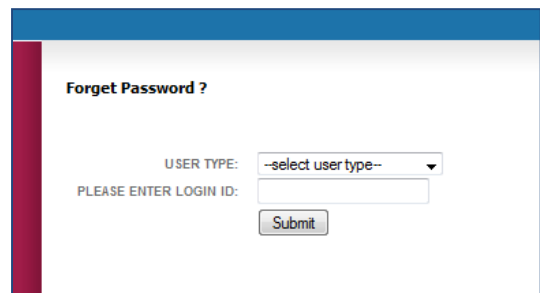 Forget Password ?
USER TYPE: --select user type--
PLEASE ENTER LOGIN ID:
Submit